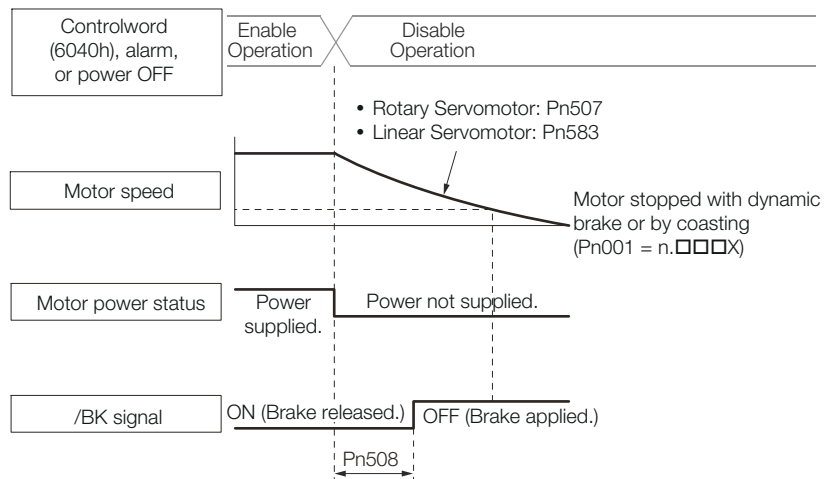 Controlword
(6040h), alarm,
or power OFF
Enable
Operation
Disable
Operation
• Rotary Servomotor: Pn507
• Linear Servomotor: Pn583
Motor speed
Motor stopped with dynamic
brake or by coasting
(Pn001 = n.□□□X)
Motor power status
Power
supplied.
Power not supplied.
/BK signal
ON (Brake released.)
OFF (Brake applied.)
Pn508